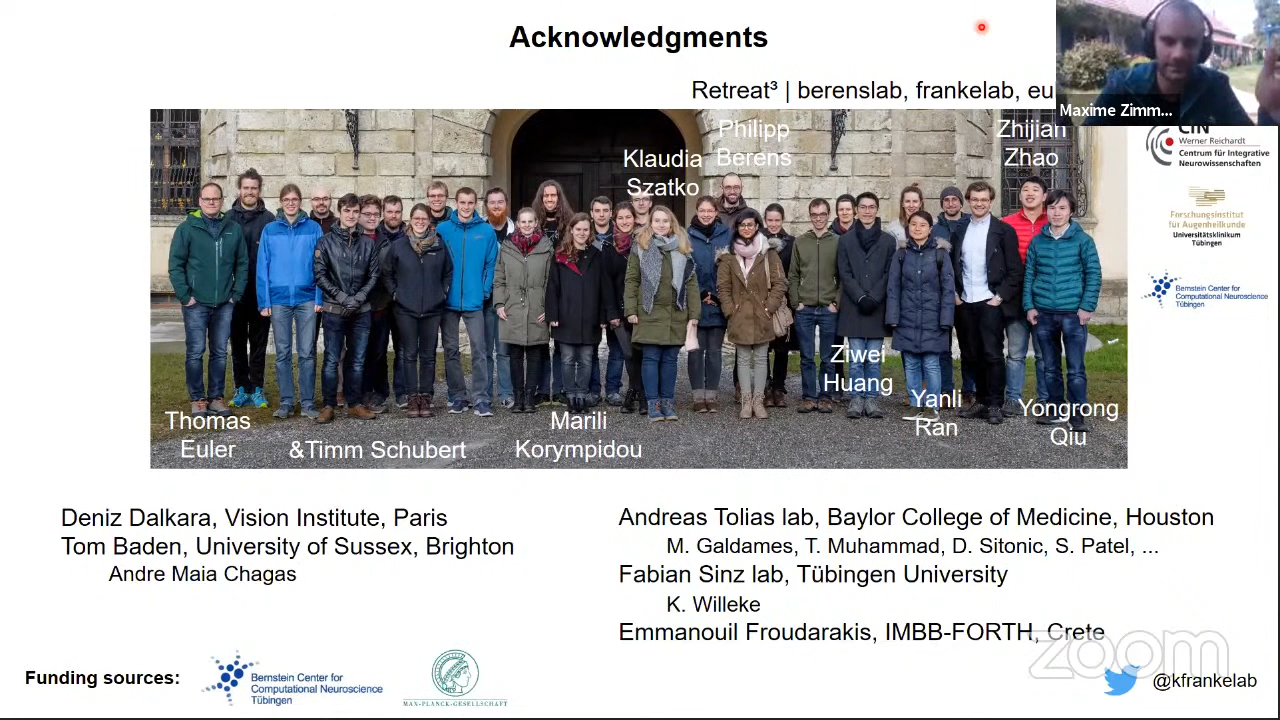 Acknowledgments
Retreat³ | berenslab, frankelab, eu
Maxime Zimm...
Philipp
Berens
Klaudia
Szatko
Zhijian
Zhao
CIN
Werner Reichardt
Centrum für Integrative
Neurowissenschaften
Forschungsinstitut
für Augenheilkunde
Universitätsklinikum
Tübingen
Bernstein Center for
Computational Neuroscience
Tübingen
Ziwei
Huang
Yanli
Ran
Yongrong
Qiu
Thomas
Euler
&Timm Schubert
Marili
Korympidou
Deniz Dalkara, Vision Institute, Paris
Tom Baden, University of Sussex, Brighton
Andre Maia Chagas
Andreas Tolias lab, Baylor College of Medicine, Houston
M. Galdames, T. Muhammad, D. Sitonic, S. Patel, ...
Fabian Sinz lab, Tübingen University
K. Willeke
Emmanouil Froudarakis, IMBB-FORTH, Crete
zoom
Funding sources:
Bernstein Center for
Computational Neuroscience
Tübingen
MAX-PLANCK-GESELLSCHAFT
@kfrankelab